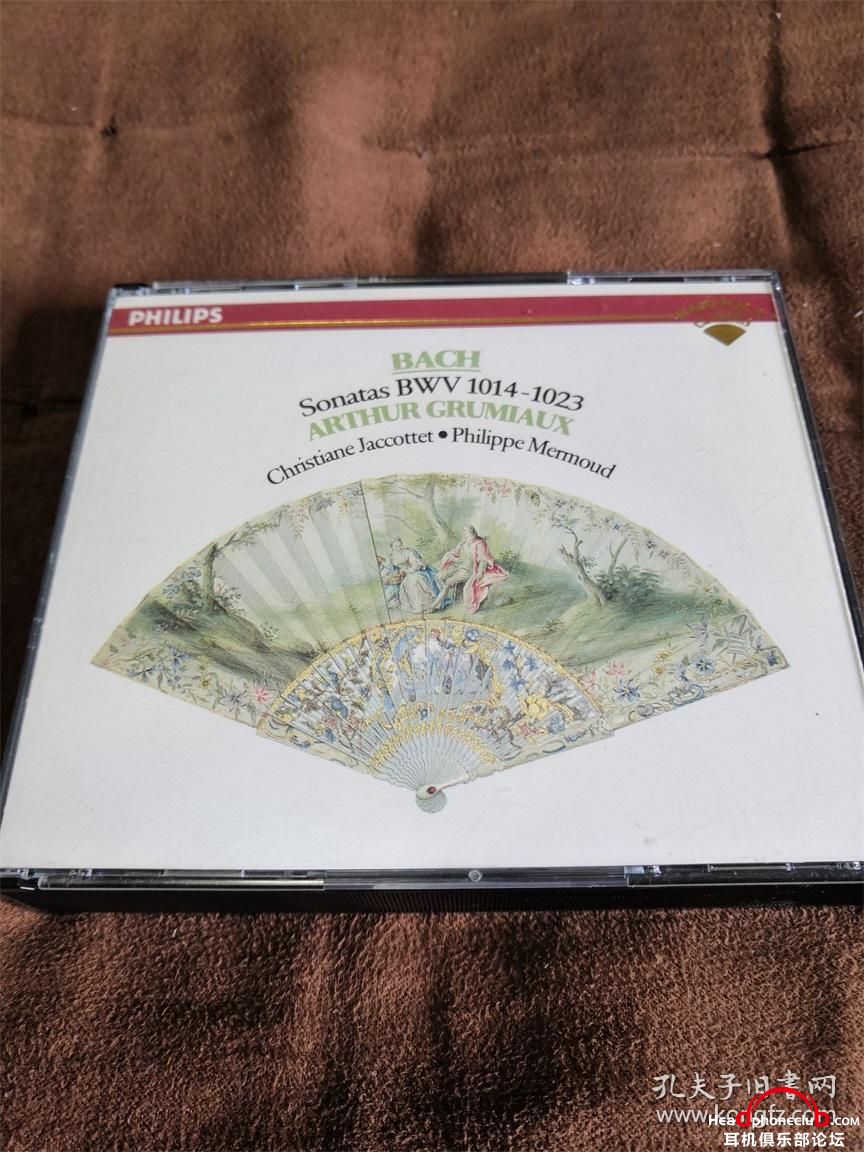 PHILIPS
BACH
Sonatas BWV 1014-1023
ARTHUR GRUMIAUX
Christiane Jaccottet • Philippe Mermoud
孔夫子旧书网
耳机俱乐部论坛